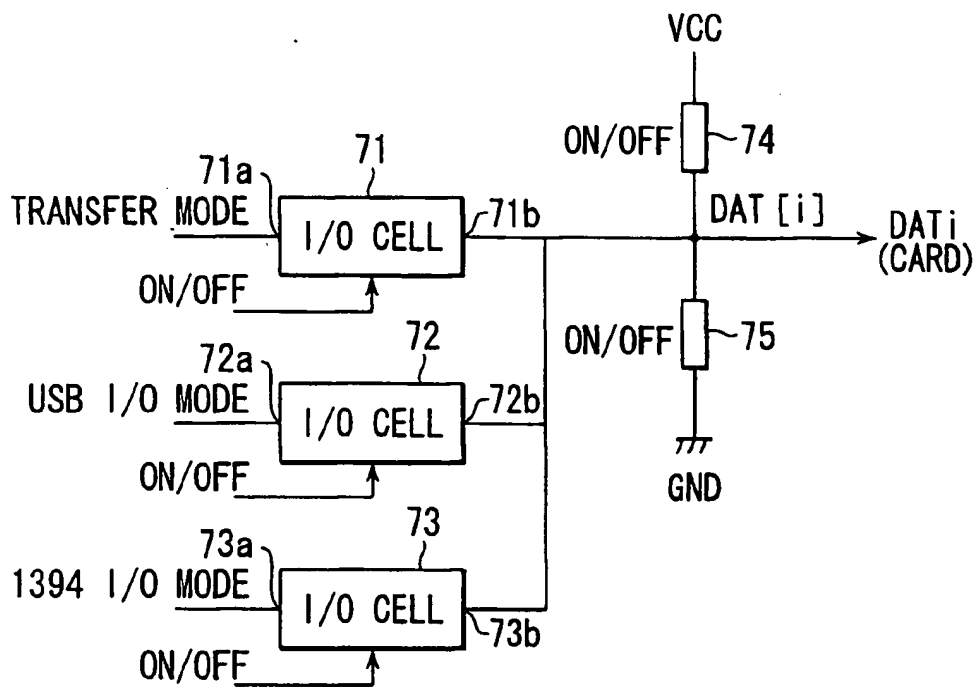 VCC
ON/OFF 74
71
71a
TRANSFER MODE
I/O CELL
71b
DAT [i]
DATi
(CARD)
ON/OFF
ON/OFF 75
72
72a
USB I/O MODE
I/O CELL
72b
ON/OFF
GND
73
73a
1394 I/O MODE
I/O CELL
73b
ON/OFF